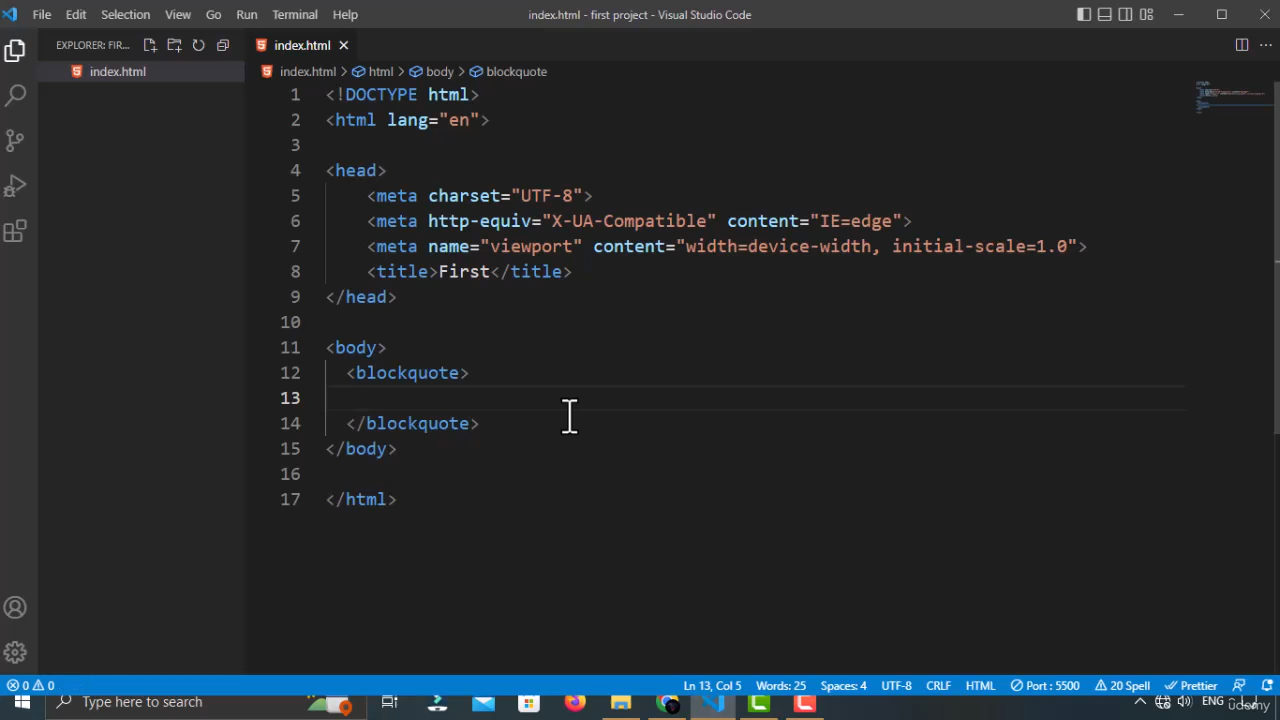 File Edit Selection View Go Run Terminal Help index.html - first project - Visual Studio Code
EXPLORER: FIR...
index.html
index.html
index.html > html > body > blockquote
1 <!DOCTYPE html>
2 <html lang="en">
3
4 <head>
5 <meta charset="UTF-8">
6 <meta http-equiv="X-UA-Compatible" content="IE=edge">
7 <meta name="viewport" content="width=device-width, initial-scale=1.0">
8 <title>First</title>
9 </head>
10
11 <body>
12 <blockquote>
13
14 </blockquote>
15 </body>
16
17 </html>
0 0 Ln 13, Col 5 Words: 25 Spaces: 4 UTF-8 CRLF HTML Port : 5500 20 Spell Prettier
Type here to search ENG
udemy